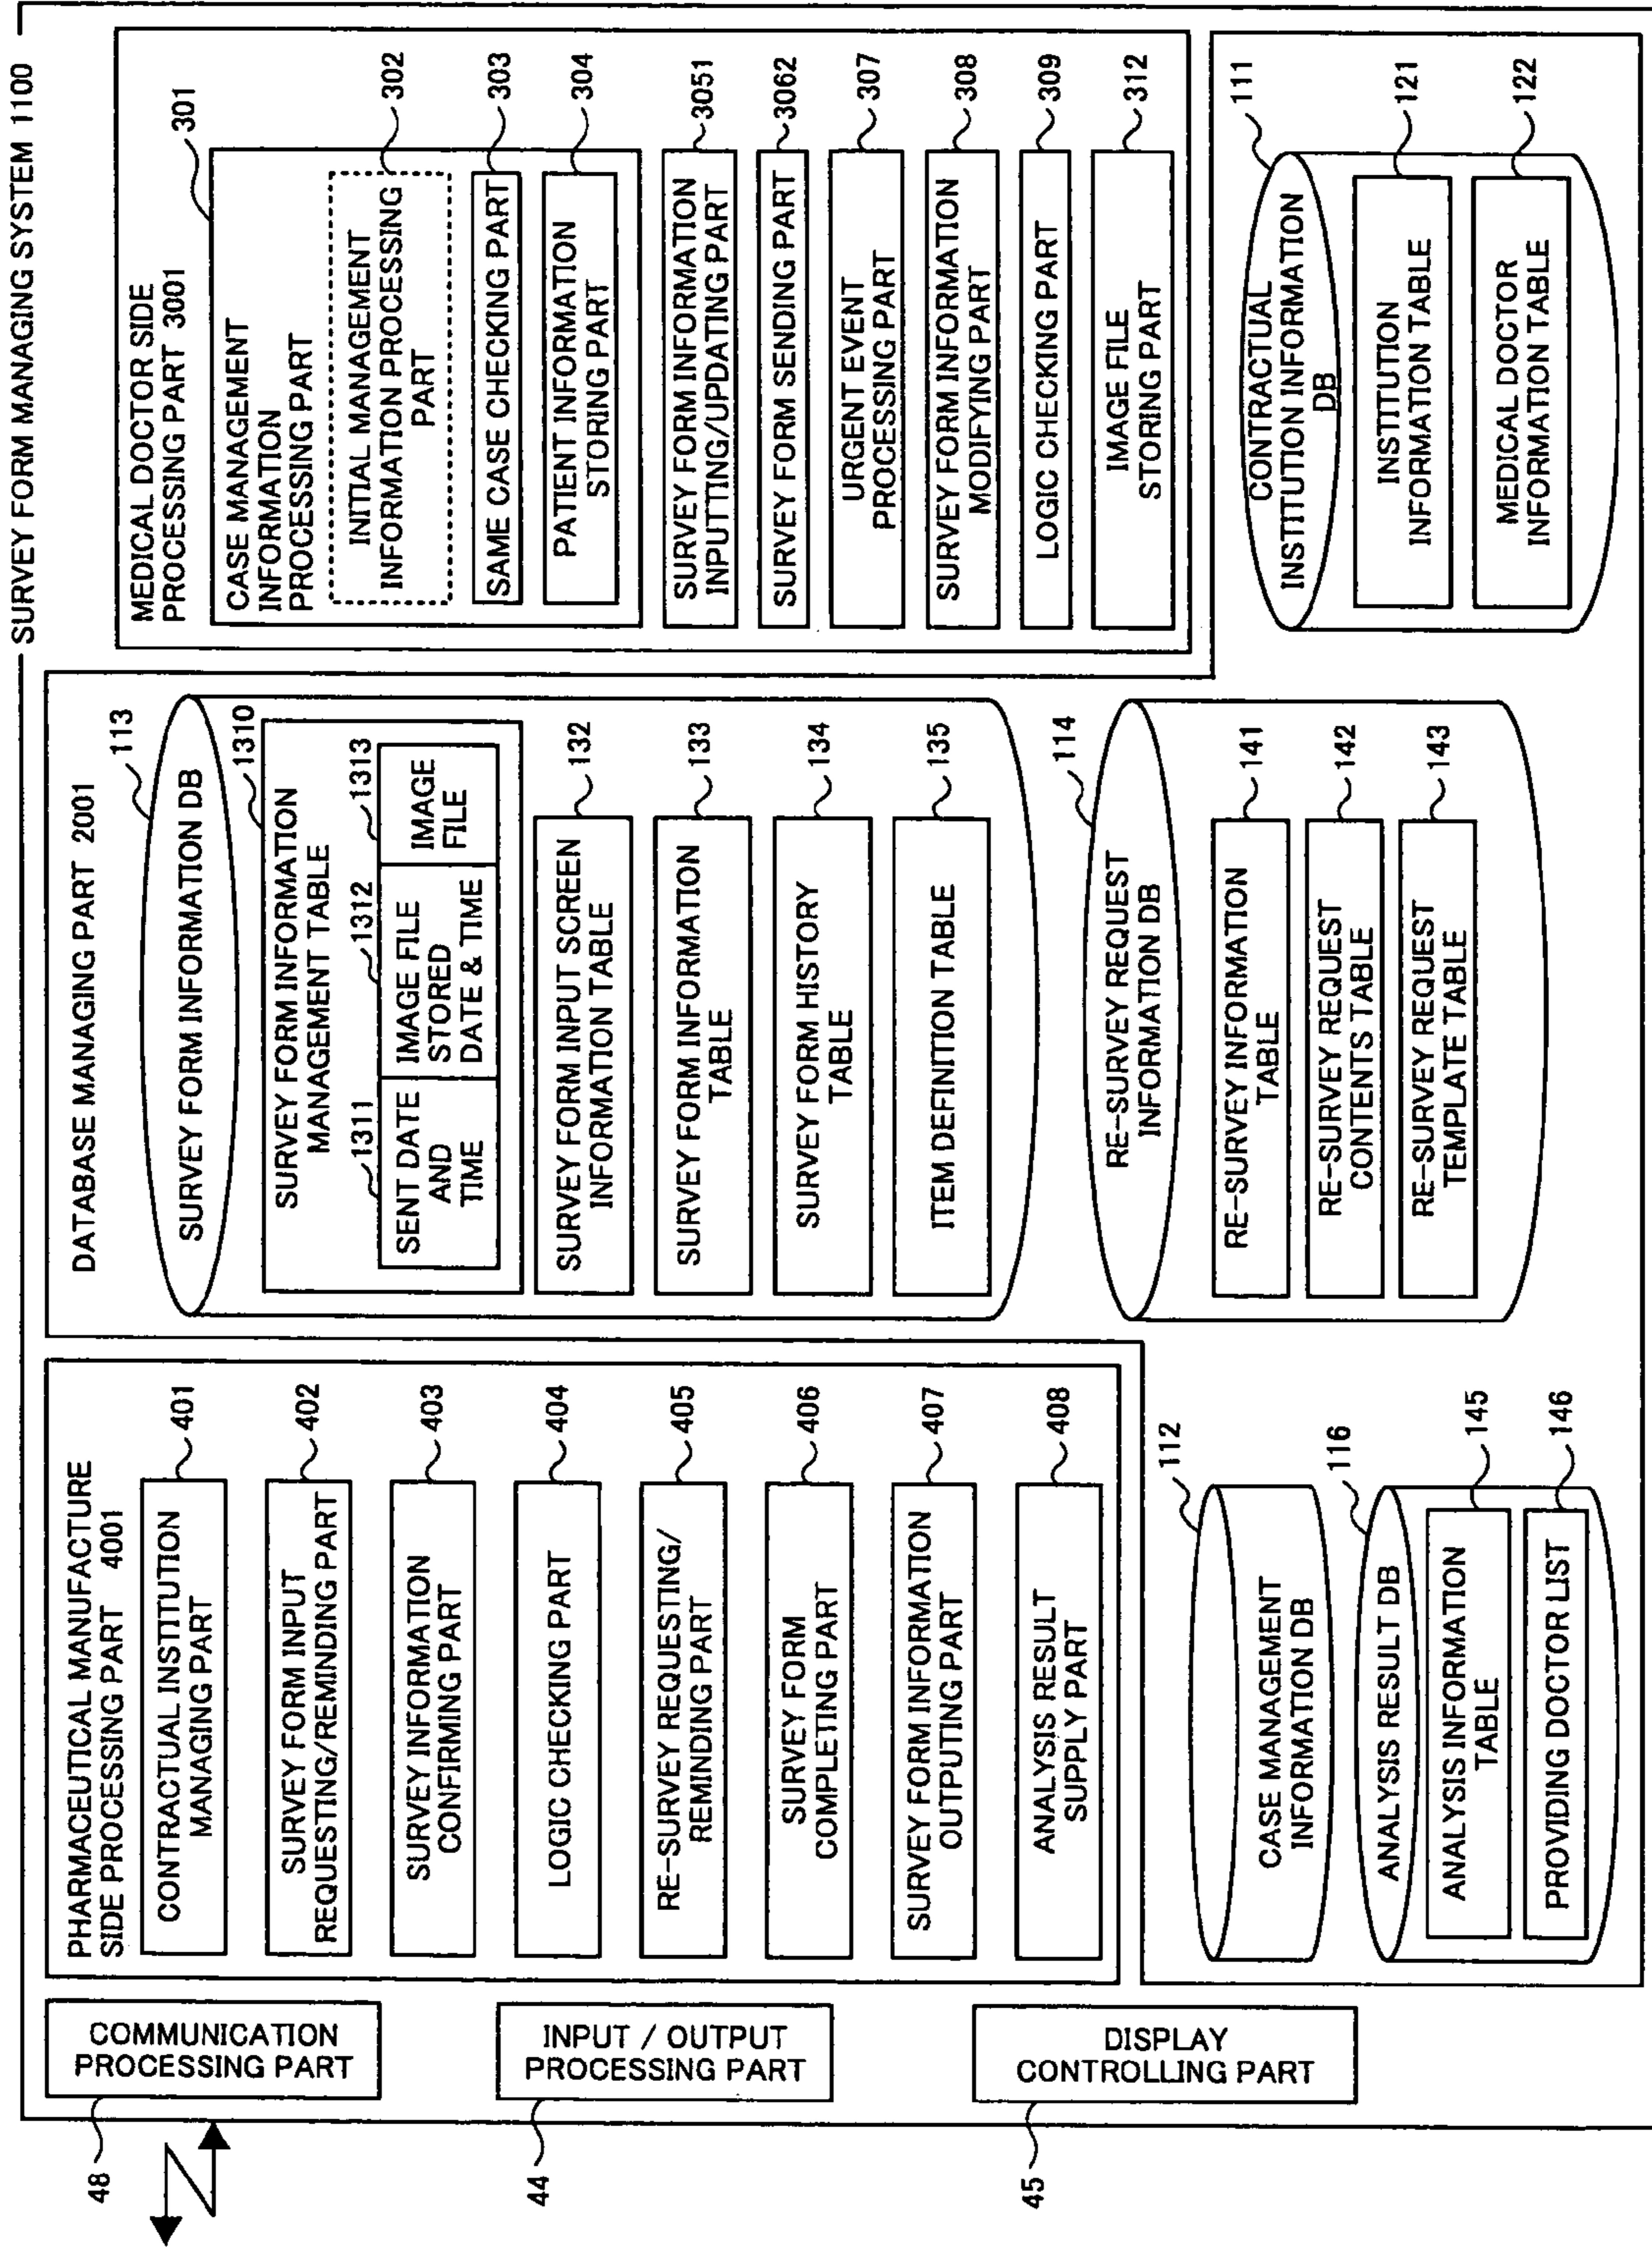 SURVEY FORM MANAGING SYSTEM 1100
COMMUNICATION
PROCESSING PART
48
INPUT / OUTPUT
PROCESSING PART
44
DISPLAY
CONTROLLING PART
45
PHARMACEUTICAL MANUFACTURE
SIDE PROCESSING PART 4001
CONTRACTUAL INSTITUTION
MANAGING PART
401
SURVEY FORM INPUT
REQUESTING/REMINDING PART
402
SURVEY INFORMATION
CONFIRMING PART
403
LOGIC CHECKING PART
404
RE-SURVEY REQUESTING/
REMINDING PART
405
SURVEY FORM
COMPLETING PART
406
SURVEY FORM INFORMATION
OUTPUTING PART
407
ANALYSIS RESULT
SUPPLY PART
408
DATABASE MANAGING PART 2001
113
SURVEY FORM INFORMATION DB
SURVEY FORM INFORMATION
MANAGEMENT TABLE
1310
1311
1312
1313
SENT DATE
AND
TIME
IMAGE FILE
STORED
DATE & TIME
IMAGE
FILE
SURVEY FORM INPUT SCREEN
INFORMATION TABLE
132
SURVEY FORM INFORMATION
TABLE
133
SURVEY FORM HISTORY
TABLE
134
ITEM DEFINITION TABLE
135
114
RE-SURVEY REQUEST
INFORMATION DB
RE-SURVEY INFORMATION
TABLE
141
RE-SURVEY REQUEST
CONTENTS TABLE
142
RE-SURVEY REQUEST
TEMPLATE TABLE
143
112
CASE MANAGEMENT
INFORMATION DB
116
ANALYSIS RESULT DB
ANALYSIS INFORMATION
TABLE
145
PROVIDING DOCTOR LIST
146
MEDICAL DOCTOR SIDE
PROCESSING PART 3001
301
CASE MANAGEMENT
INFORMATION
PROCESSING PART
INITIAL MANAGEMENT
INFORMATION PROCESSING
PART
302
SAME CASE CHECKING PART
303
PATIENT INFORMATION
STORING PART
304
SURVEY FORM INFORMATION
INPUTTING/UPDATING PART
3051
SURVEY FORM SENDING PART
3062
URGENT EVENT
PROCESSING PART
307
SURVEY FORM INFORMATION
MODIFYING PART
308
LOGIC CHECKING PART
309
IMAGE FILE
STORING PART
312
111
CONTRACTUAL
INSTITUTION INFORMATION
DB
INSTITUTION
INFORMATION TABLE
121
MEDICAL DOCTOR
INFORMATION TABLE
122